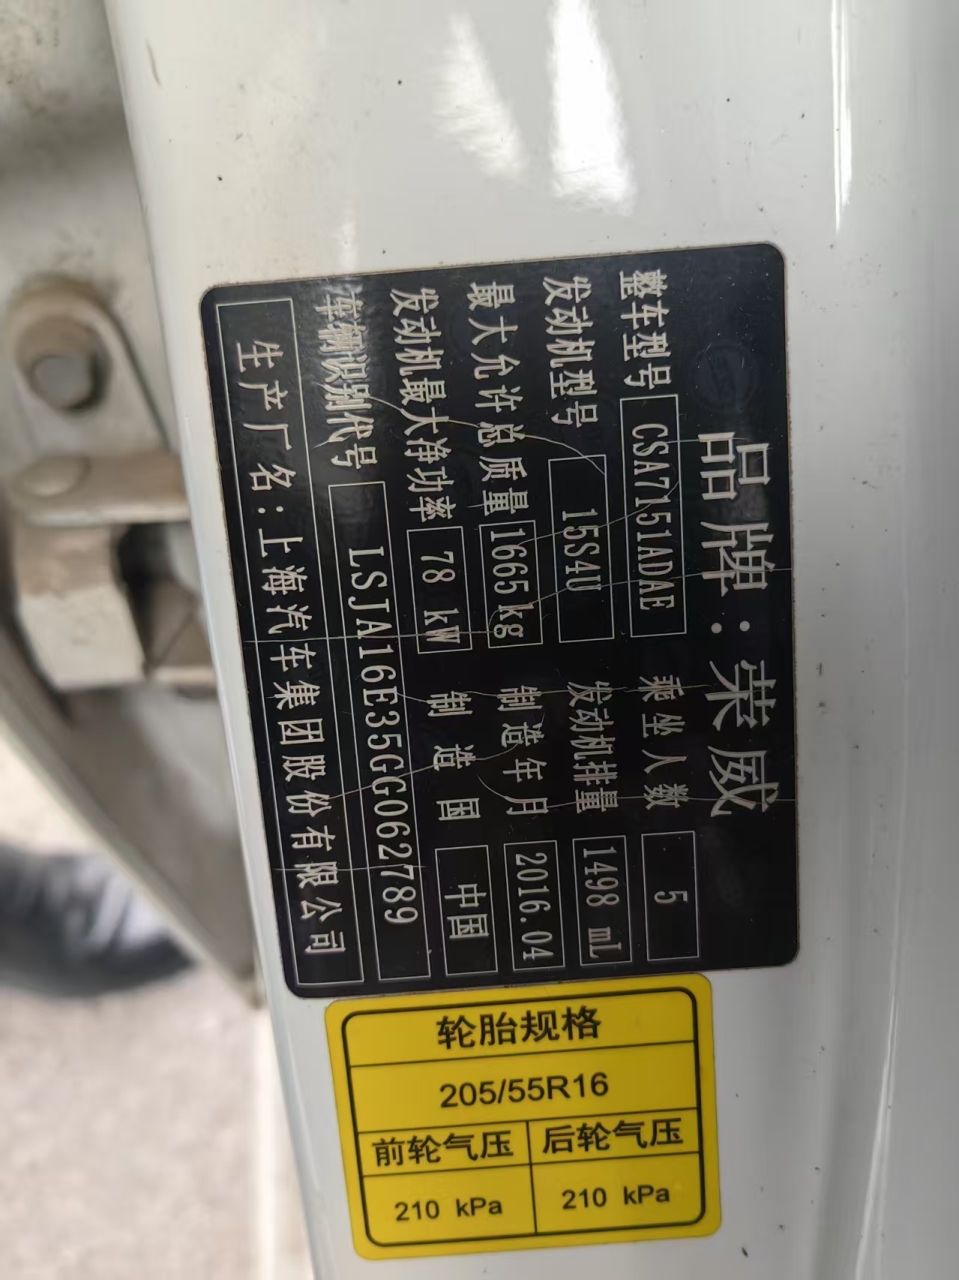 品牌:荣威
整车型号 CSA7151ADAE 乘坐人数 5
发动机型号 15S4U 发动机排量 1498 mL
最大允许总质量 1665kg 制造年月 2016.04
发动机最大净功率 78 kW 制造国 中国
车辆识别代号 LSJA16E35GG062789
生产厂名:上海汽车集团股份有限公司
轮胎规格
205/55R16
前轮气压 后轮气压
210 kPa 210 kPa